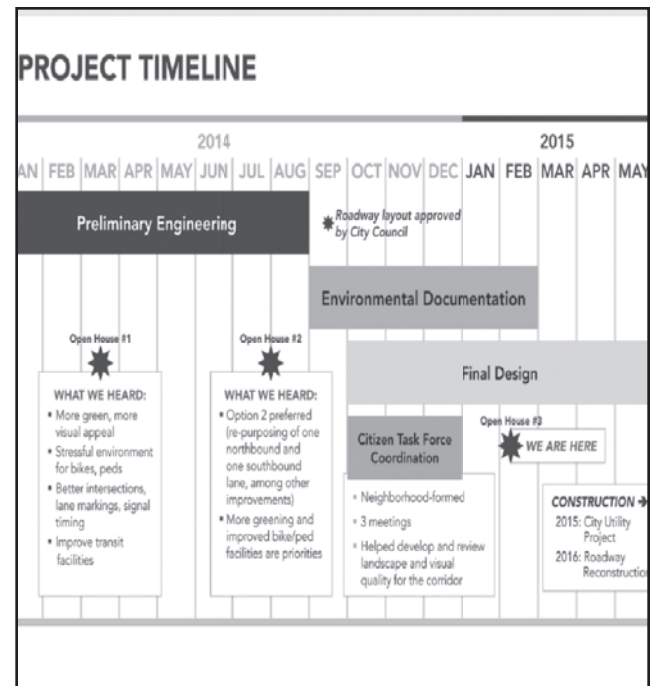 PROJECT TIMELINE
2014
2015
AN FEB MAR APR MAY JUN JUL AUG SEP OCT NOV DEC JAN FEB MAR APR MAY
Preliminary Engineering
Roadway layout approved
by City Council
Environmental Documentation
Open House #1
Open House #2
Final Design
WHAT WE HEARD:
▪ More green, more
visual appeal
▪ Stressful environment
for bikes, peds
▪ Better intersections,
lane markings, signal
timing
▪ Improve transit
facilities
WHAT WE HEARD:
▪ Option 2 preferred
(re-purposing of one
northbound and
one southbound
lane, among other
improvements)
▪ More greening and
improved bike/ped
facilities are priorities
Citizen Task Force
Coordination
▪ Neighborhood-formed
▪ 3 meetings
▪ Helped develop and review
landscape and visual
quality for the corridor
Open House #3
WE ARE HERE
CONSTRUCTION →
2015: City Utility
Project
2016: Roadway
Reconstructio